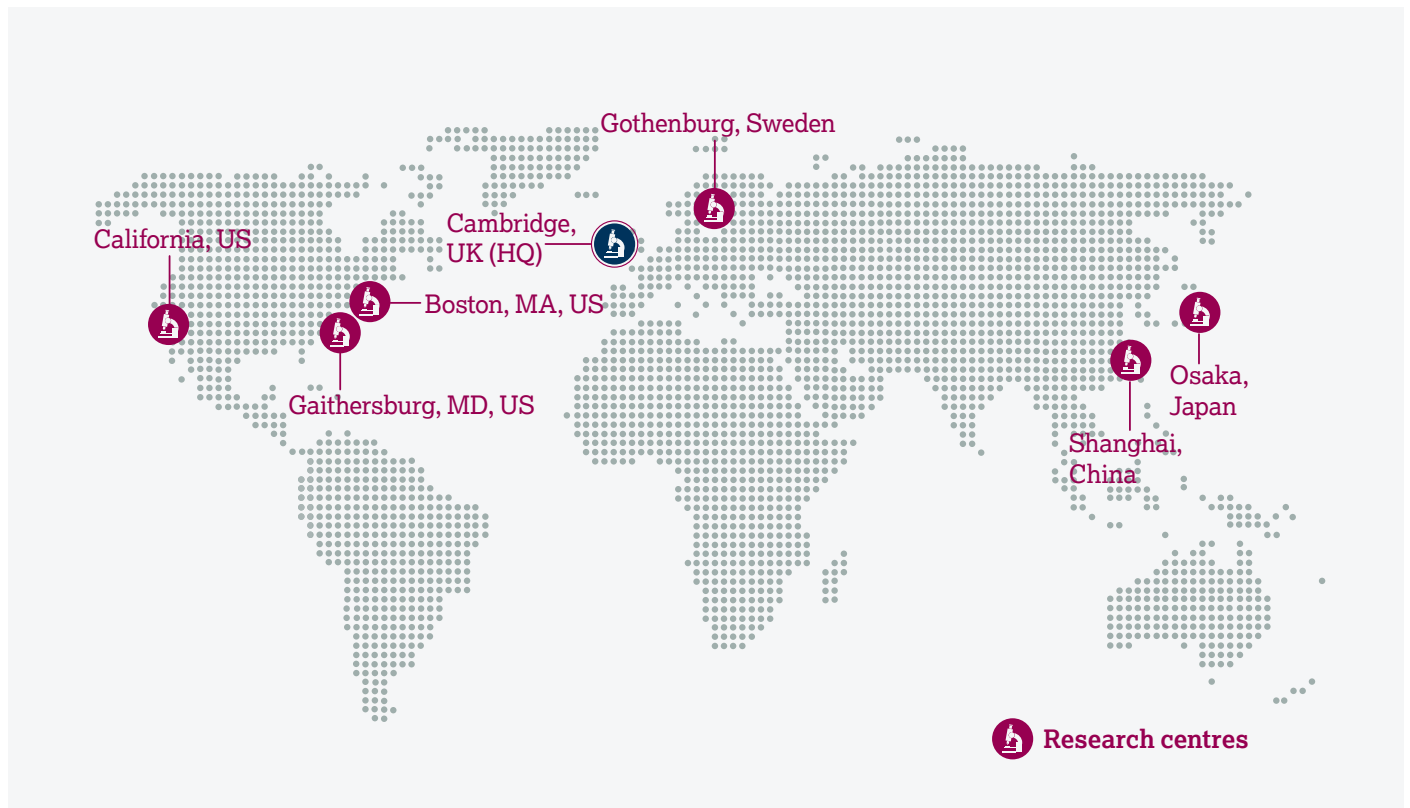 Gothenburg, Sweden
Cambridge,
UK (HQ)
California, US
Boston, MA, US
Gaithersburg, MD, US
Osaka,
Japan
Shanghai,
China
Research centres